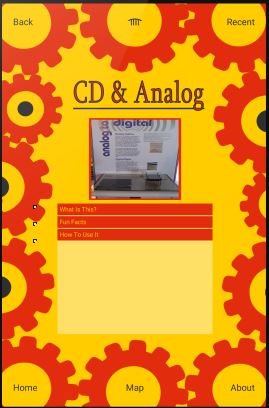 Back
Recent
CD & Analog
analog
digital
What Is This?
Fun Facts
How To Use It
Home
Map
About